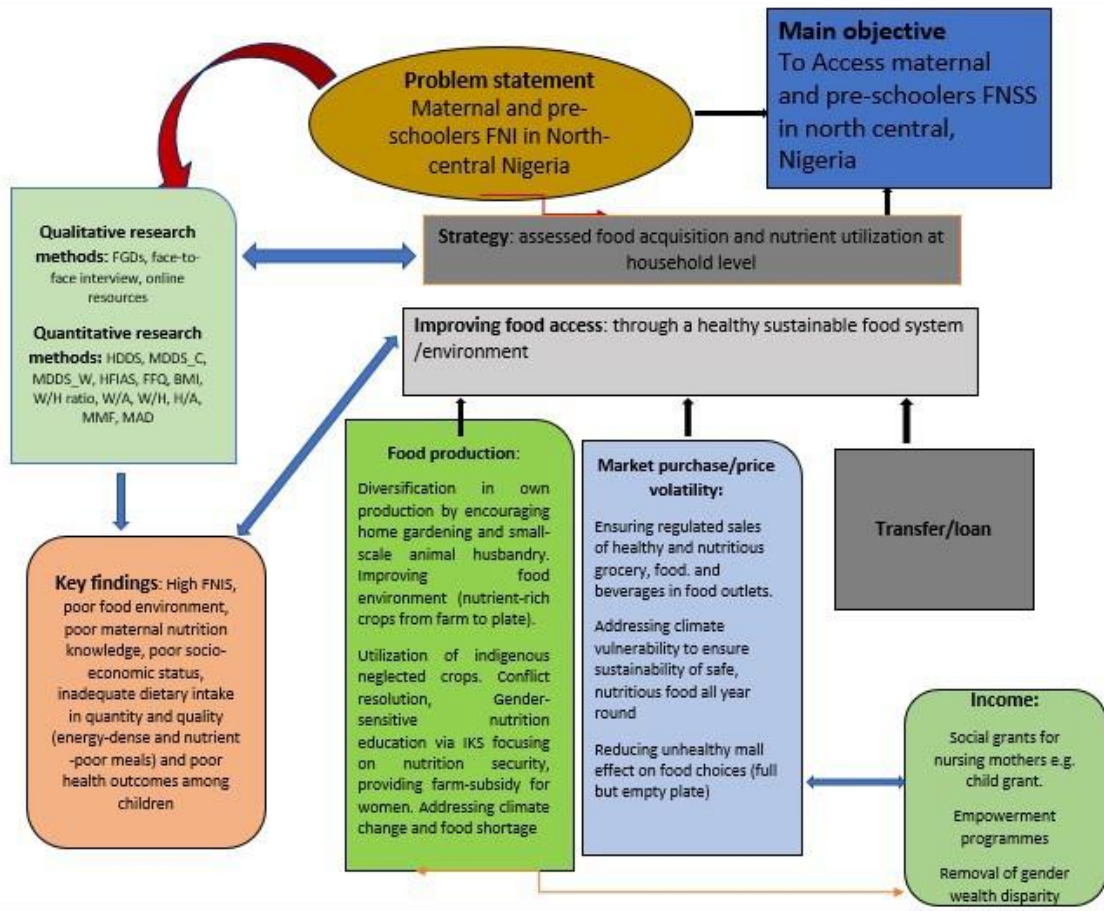 Problem statement
Maternal and pre-
schoolers FNI in North-
central Nigeria
Main objective
To Access maternal
and pre-schoolers FNSS
in north central,
Nigeria
Qualitative research
methods: FGDs, face-to-
face interview, online
resources
Quantitative research
methods: HDDS, MDDS_C,
MDDS_W, HFIAS, FFQ, BMI,
W/H ratio, W/A, W/H, H/A,
MMF, MAD
Strategy: assessed food acquisition and nutrient utilization at
household level
Improving food access: through a healthy sustainable food system
/environment
Key findings: High FNIS,
poor food environment,
poor maternal nutrition
knowledge, poor socio-
economic status,
inadequate dietary intake
in quantity and quality
(energy-dense and nutrient
-poor meals) and poor
health outcomes among
children
Food production:
Diversification in own
production by encouraging
home gardening and small-
scale animal husbandry.
Improving food
environment (nutrient-rich
crops from farm to plate).
Utilization of indigenous
neglected crops. Conflict
resolution, Gender-
sensitive nutrition
education via IKS focusing
on nutrition security,
providing farm-subsidy for
women. Addressing climate
change and food shortage
Market purchase/price
volatility:
Ensuring regulated sales
of healthy and nutritious
grocery, food. and
beverages in food outlets.
Addressing climate
vulnerability to ensure
sustainability of safe,
nutritious food all year
round
Reducing unhealthy mall
effect on food choices (full
but empty plate)
Transfer/loan
Income:
Social grants for
nursing mothers e.g.
child grant.
Empowerment
programmes
Removal of gender
wealth disparity